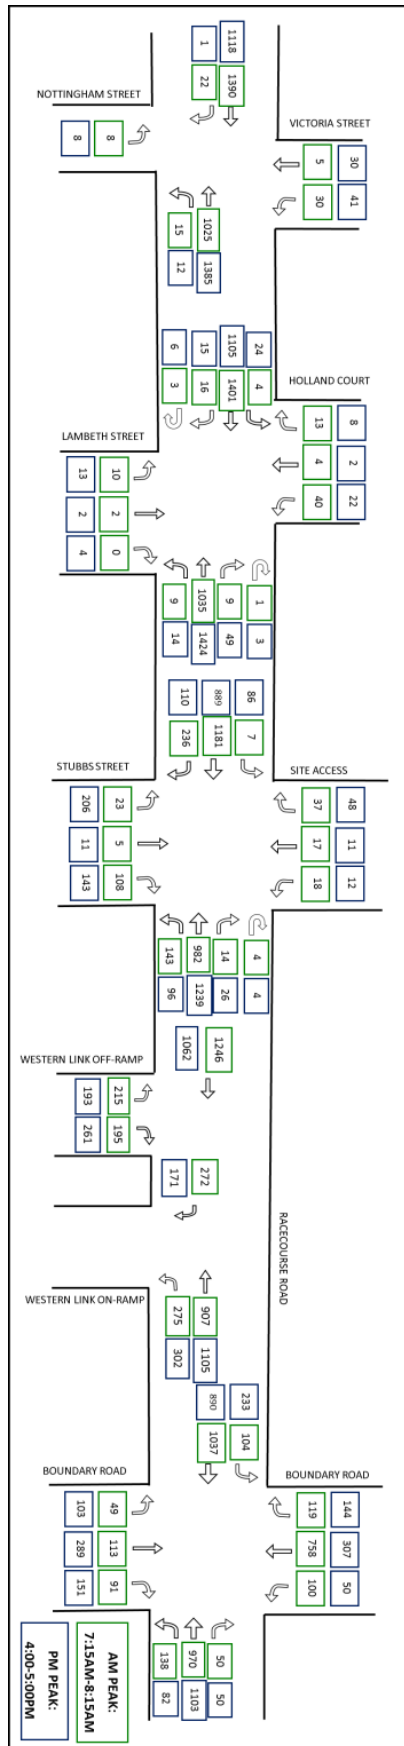 1 1118
22 1390
NOTTINGHAM STREET
8 8
VICTORIA STREET
5 30
30 41
15 1025
12 1385
6 15 1105 24
3 16 1401 4
HOLLAND COURT
13 8
4 2
40 22
LAMBETH STREET
13 10
2 2
4 0
9 1035 9 1
14 1424 49 3
110 889 86
236 1181 7
STUBBS STREET
SITE ACCESS
206 23
11 5
143 108
37 48
17 11
18 12
143 982 14 4
96 1239 26 4
1062 1246
WESTERN LINK OFF-RAMP
193 215
261 195
171 272
RACECOURSE ROAD
WESTERN LINK ON-RAMP
275 907
302 1105
890 233
1037 104
BOUNDARY ROAD
BOUNDARY ROAD
103 49
289 113
151 91
119 144
758 307
100 50
138 970 50
82 1103 50
AM PEAK:
7:15AM-8:15AM
PM PEAK:
4:00-5:00PM